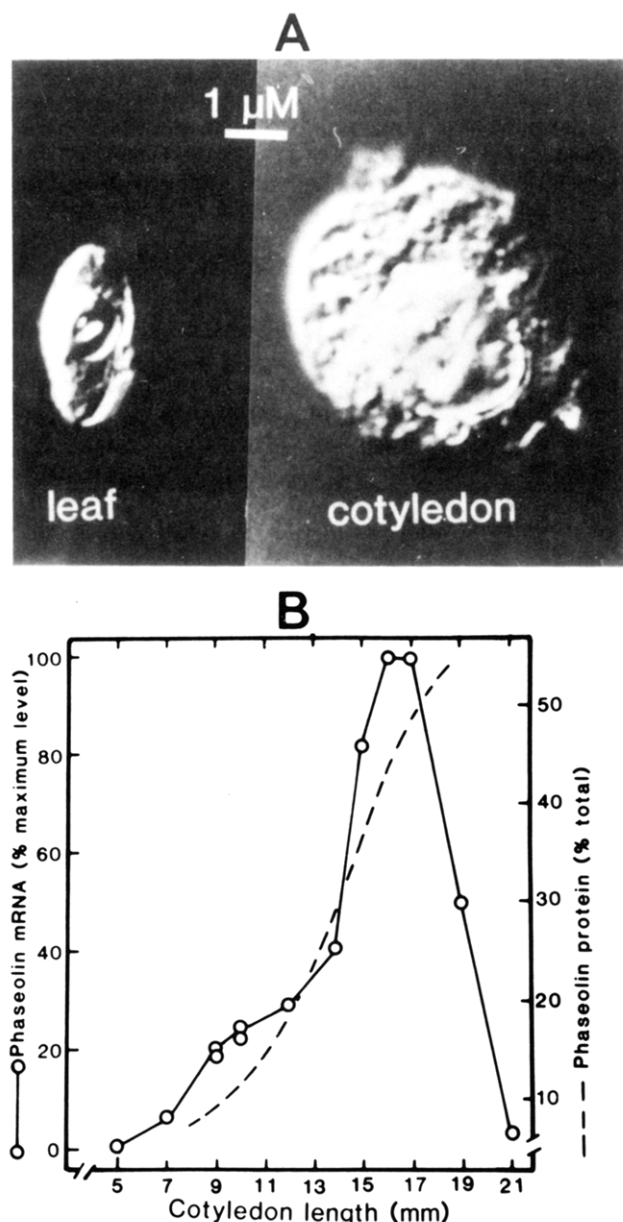 A
1 μM
leaf
cotyledon
B
Phaseolin mRNA (% maximum level)
100
80
60
40
20
0
50
40
30
20
10
Phaseolin protein (% total)
5 7 9 11 13 15 17 19 21
Cotyledon length (mm)